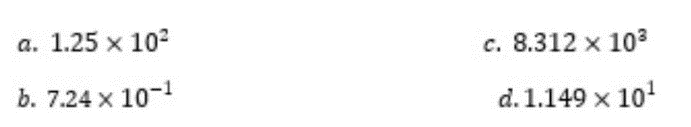 a. 1.25 × 10² c. 8.312 × 10³
b. 7.24 × 10⁻¹ d. 1.149 × 10¹